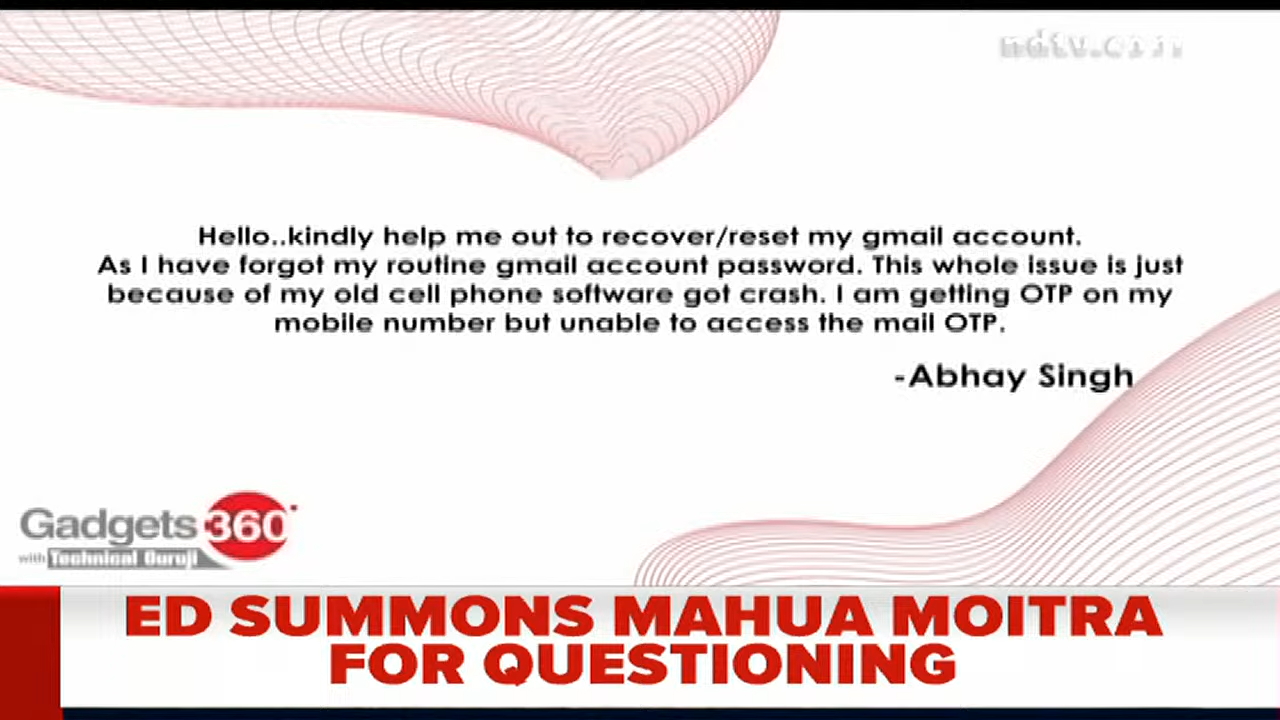 ndtv.com
Hello..kindly help me out to recover/reset my gmail account.
As I have forgot my routine gmail account password. This whole issue is just
because of my old cell phone software got crash. I am getting OTP on my
mobile number but unable to access the mail OTP.
-Abhay Singh
Gadgets 360°
with Technical Guruji
ED SUMMONS MAHUA MOITRA
FOR QUESTIONING